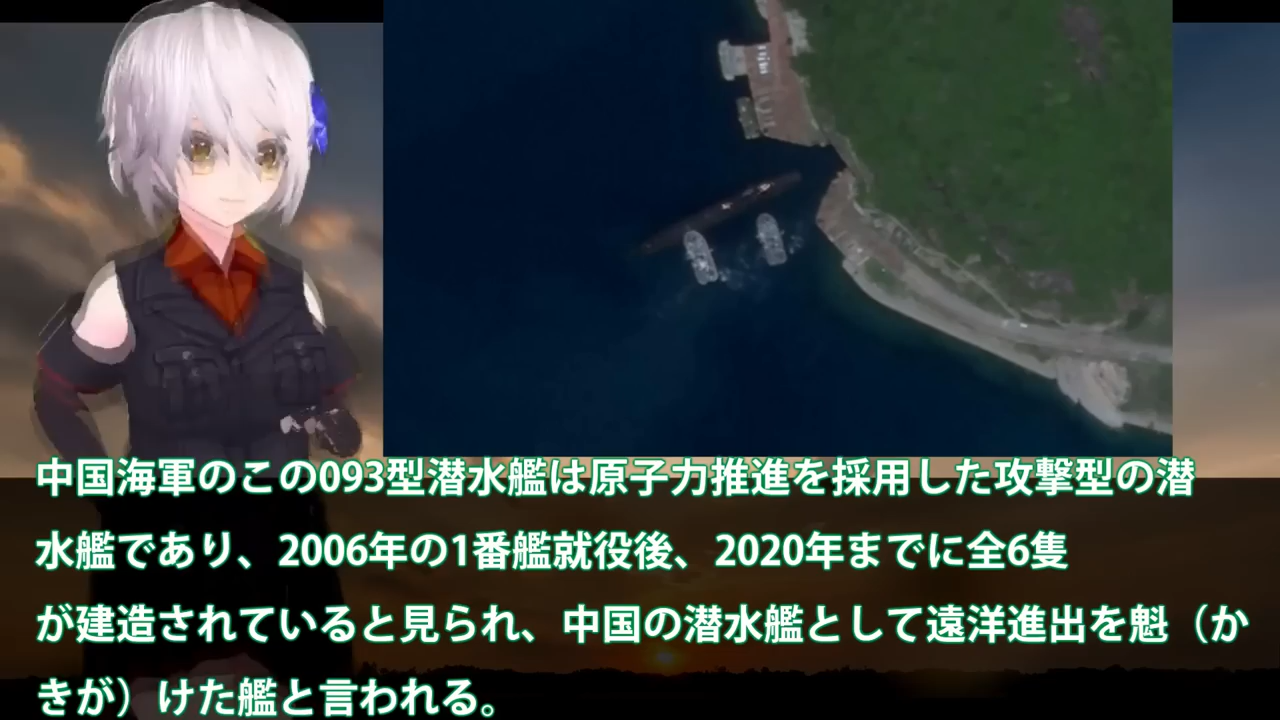 中国海軍のこの093型潜水艦は原子力推進を採用した攻撃型の潜
水艦であり、2006年の1番艦就役後、2020年までに全6隻
が建造されていると見られ、中国の潜水艦として遠洋進出を魁（か
きが）けた艦と言われる。